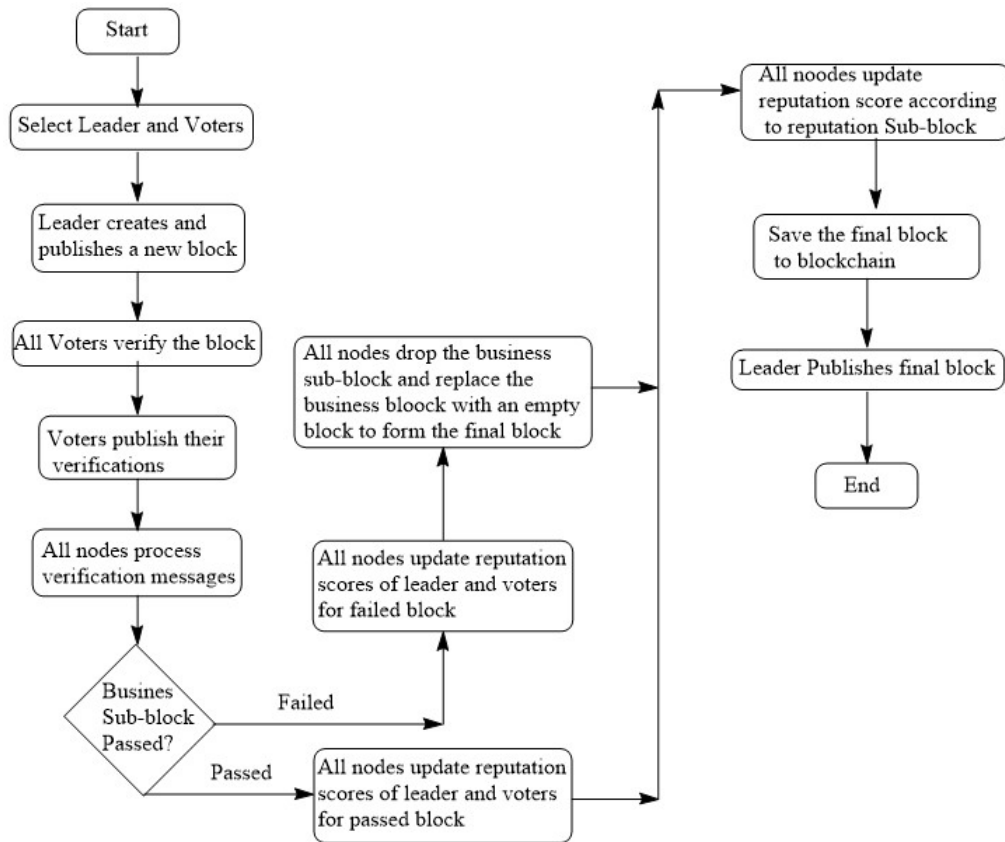 Start
Select Leader and Voters
Leader creates and
publishes a new block
All Voters verify the block
Voters publish their
verifications
All nodes process
verification messages
Busines
Sub-block
Passed?
Failed
Passed
All nodes update reputation
scores of leader and voters
for failed block
All nodes drop the business
sub-block and replace the
business bloock with an empty
block to form the final block
All nodes update reputation
scores of leader and voters
for passed block
All noodes update
reputation score according
to reputation Sub-block
Save the final block
to blockchain
Leader Publishes final block
End